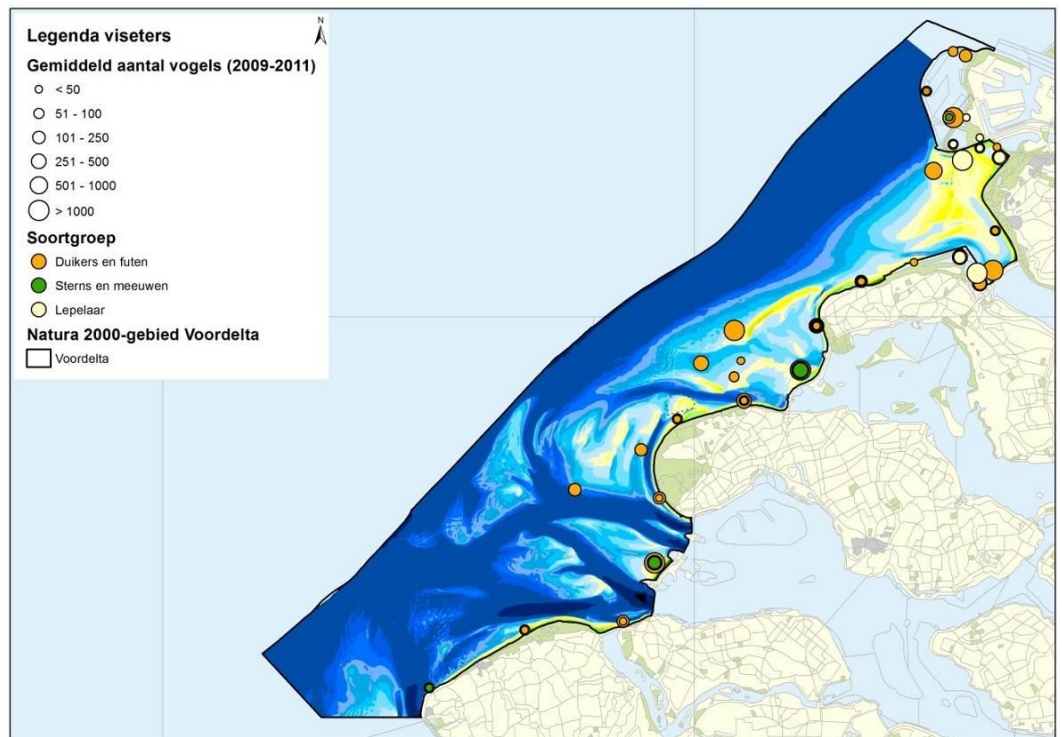 Legenda viseters
N
Gemiddeld aantal vogels (2009-2011)
< 50
51 - 100
101 - 250
251 - 500
501 - 1000
> 1000
Soortgroep
Duikers en futen
Sterns en meeuwen
Lepelaar
Natura 2000-gebied Voordelta
Voordelta